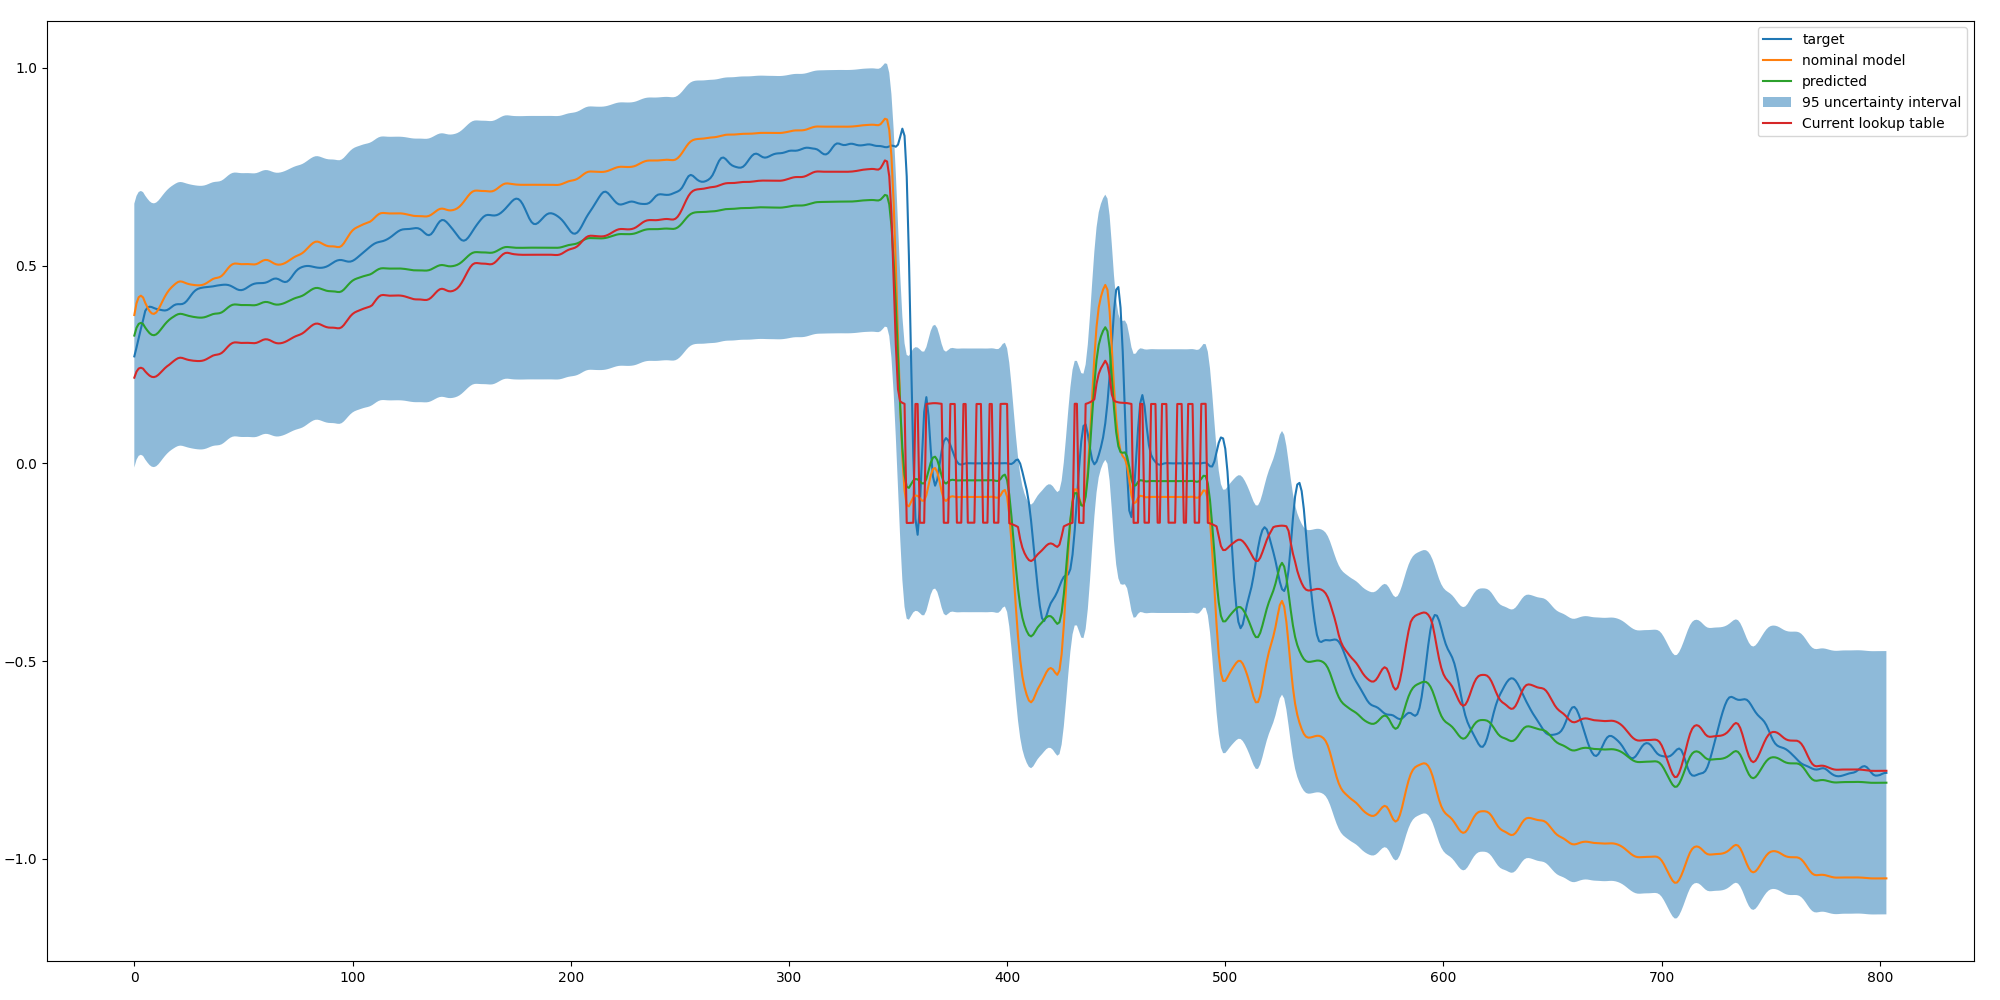 target
nominal model
predicted
95 uncertainty interval
Current lookup table
1.0
0.5
0.0
−0.5
−1.0
0 100 200 300 400 500 600 700 800